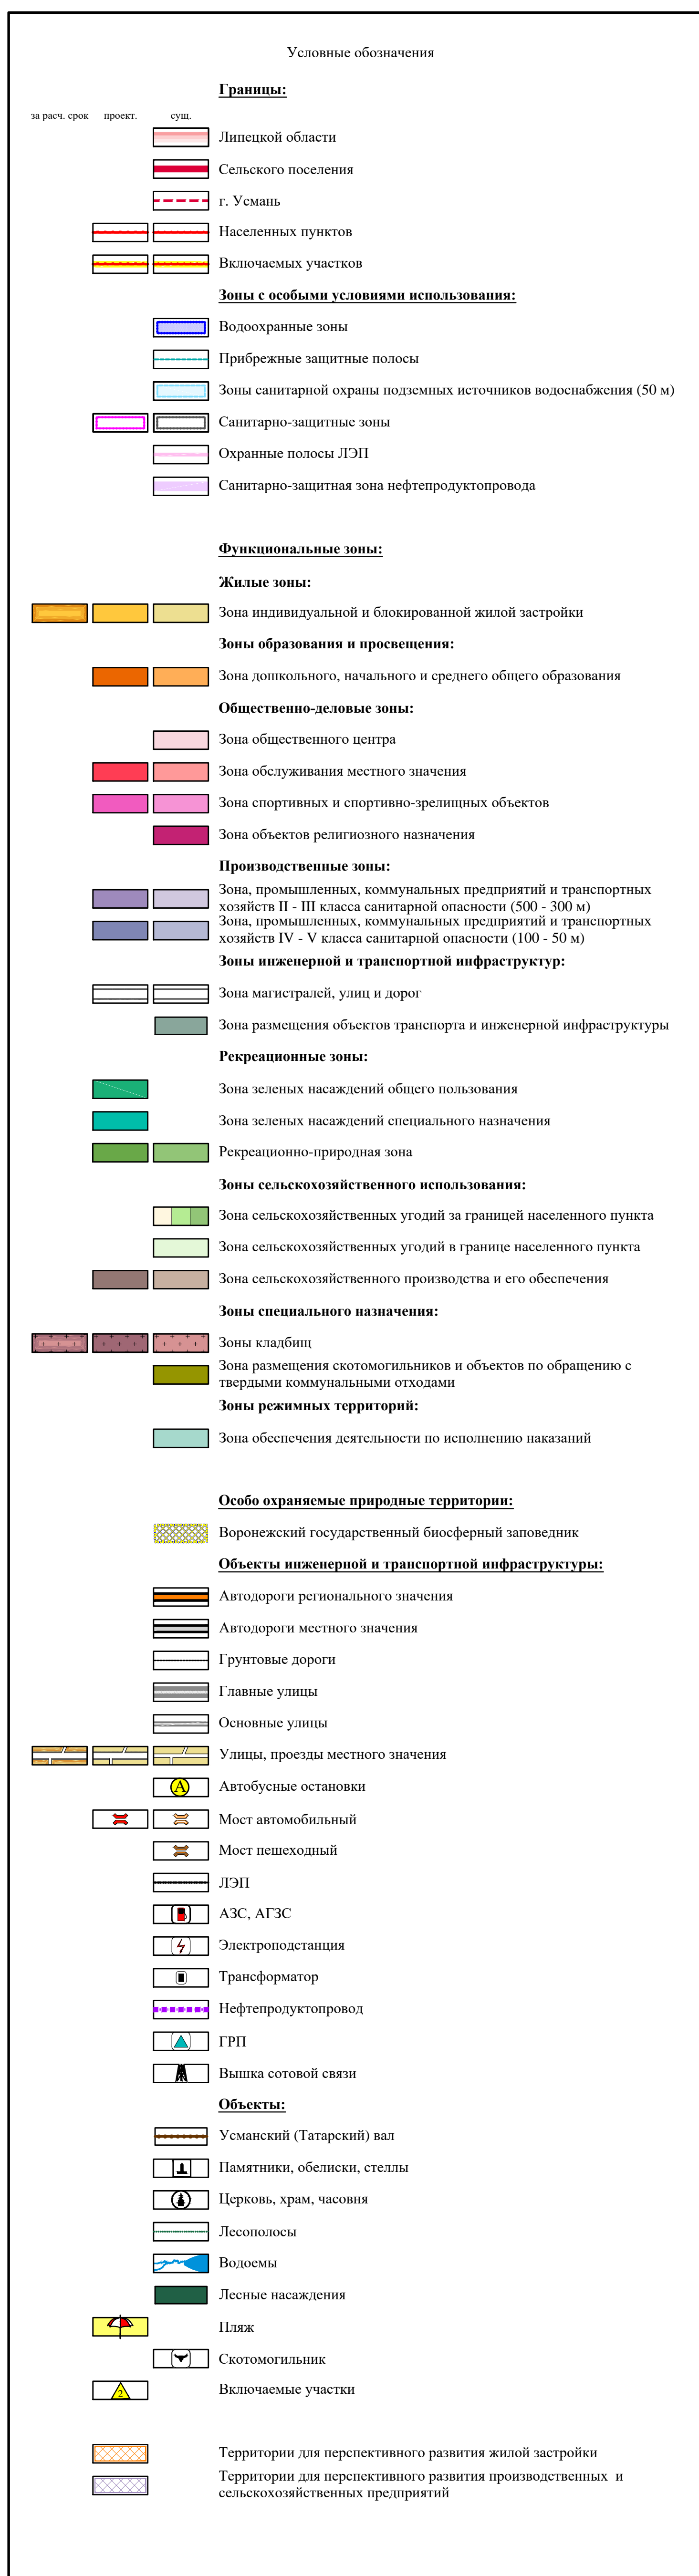 Условные обозначения
Границы:
за расч. срок проект. сущ.
Липецкой области
Сельского поселения
г. Усмань
Населенных пунктов
Включаемых участков
Зоны с особыми условиями использования:
Водоохранные зоны
Прибрежные защитные полосы
Зоны санитарной охраны подземных источников водоснабжения (50 м)
Санитарно-защитные зоны
Охранные полосы ЛЭП
Санитарно-защитная зона нефтепродуктопровода
Функциональные зоны:
Жилые зоны:
Зона индивидуальной и блокированной жилой застройки
Зоны образования и просвещения:
Зона дошкольного, начального и среднего общего образования
Общественно-деловые зоны:
Зона общественного центра
Зона обслуживания местного значения
Зона спортивных и спортивно-зрелищных объектов
Зона объектов религиозного назначения
Производственные зоны:
Зона, промышленных, коммунальных предприятий и транспортных
хозяйств II - III класса санитарной опасности (500 - 300 м)
Зона, промышленных, коммунальных предприятий и транспортных
хозяйств IV - V класса санитарной опасности (100 - 50 м)
Зоны инженерной и транспортной инфраструктур:
Зона магистралей, улиц и дорог
Зона размещения объектов транспорта и инженерной инфраструктуры
Рекреационные зоны:
Зона зеленых насаждений общего пользования
Зона зеленых насаждений специального назначения
Рекреационно-природная зона
Зоны сельскохозяйственного использования:
Зона сельскохозяйственных угодий за границей населенного пункта
Зона сельскохозяйственных угодий в границе населенного пункта
Зона сельскохозяйственного производства и его обеспечения
Зоны специального назначения:
Зоны кладбищ
Зона размещения скотомогильников и объектов по обращению с
твердыми коммунальными отходами
Зоны режимных территорий:
Зона обеспечения деятельности по исполнению наказаний
Особо охраняемые природные территории:
Воронежский государственный биосферный заповедник
Объекты инженерной и транспортной инфраструктуры:
Автодороги регионального значения
Автодороги местного значения
Грунтовые дороги
Главные улицы
Основные улицы
Улицы, проезды местного значения
А Автобусные остановки
Мост автомобильный
Мост пешеходный
ЛЭП
АЗС, АГЗС
Электроподстанция
Трансформатор
Нефтепродуктопровод
ГРП
Вышка сотовой связи
Объекты:
Усманский (Татарский) вал
Памятники, обелиски, стеллы
Церковь, храм, часовня
Лесополосы
Водоемы
Лесные насаждения
Пляж
Скотомогильник
2 Включаемые участки
Территории для перспективного развития жилой застройки
Территории для перспективного развития производственных и
сельскохозяйственных предприятий